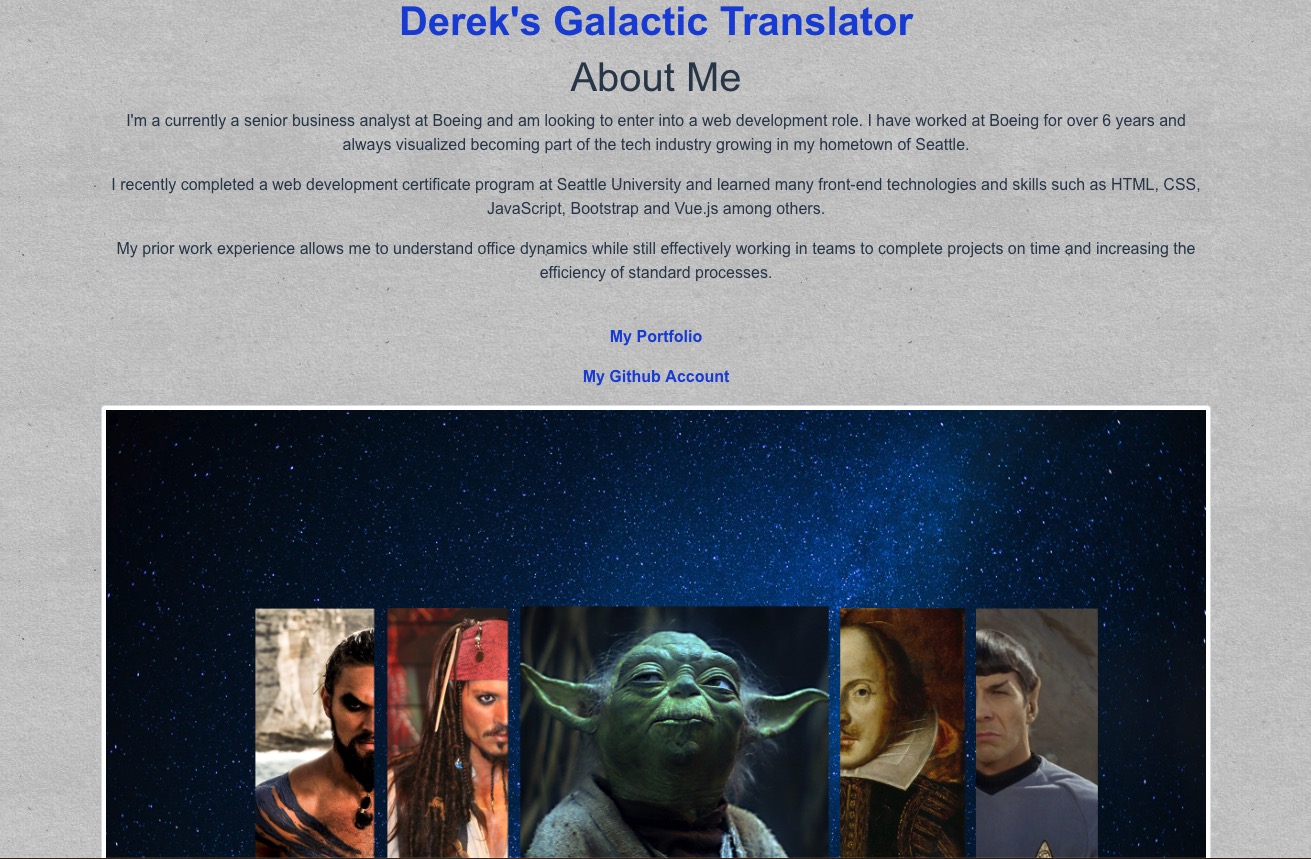 Derek's Galactic Translator
About Me
I'm a currently a senior business analyst at Boeing and am looking to enter into a web development role. I have worked at Boeing for over 6 years and
always visualized becoming part of the tech industry growing in my hometown of Seattle.
I recently completed a web development certificate program at Seattle University and learned many front-end technologies and skills such as HTML, CSS,
JavaScript, Bootstrap and Vue.js among others.
My prior work experience allows me to understand office dynamics while still effectively working in teams to complete projects on time and increasing the
efficiency of standard processes.
My Portfolio
My Github Account